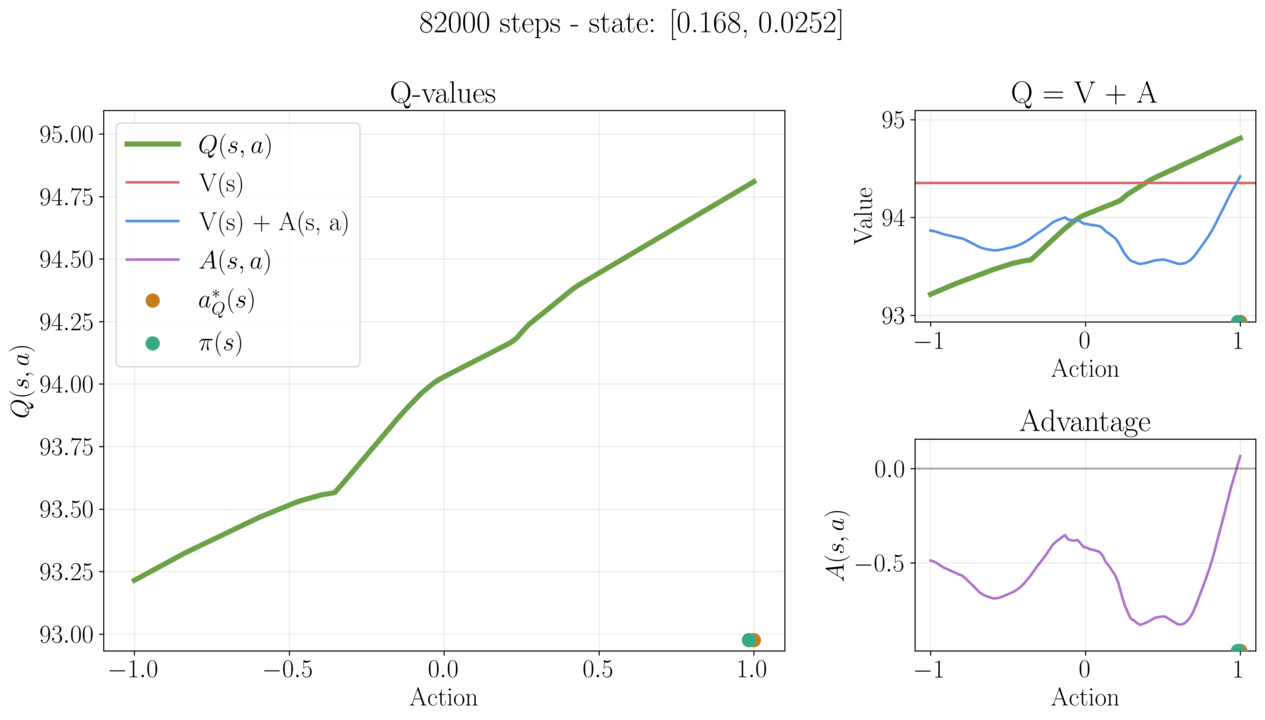 82000 steps - state: [0.168, 0.0252]
Q-values
Q(s, a)
95.00
94.75
94.50
94.25
94.00
93.75
93.50
93.25
93.00
−1.0
−0.5
0.0
0.5
1.0
Action
Q(s, a)
V(s)
V(s) + A(s, a)
A(s, a)
a*_Q(s)
π(s)
Q = V + A
Value
95
94
93
−1
0
1
Action
Advantage
A(s, a)
0.0
−0.5
−1
0
1
Action